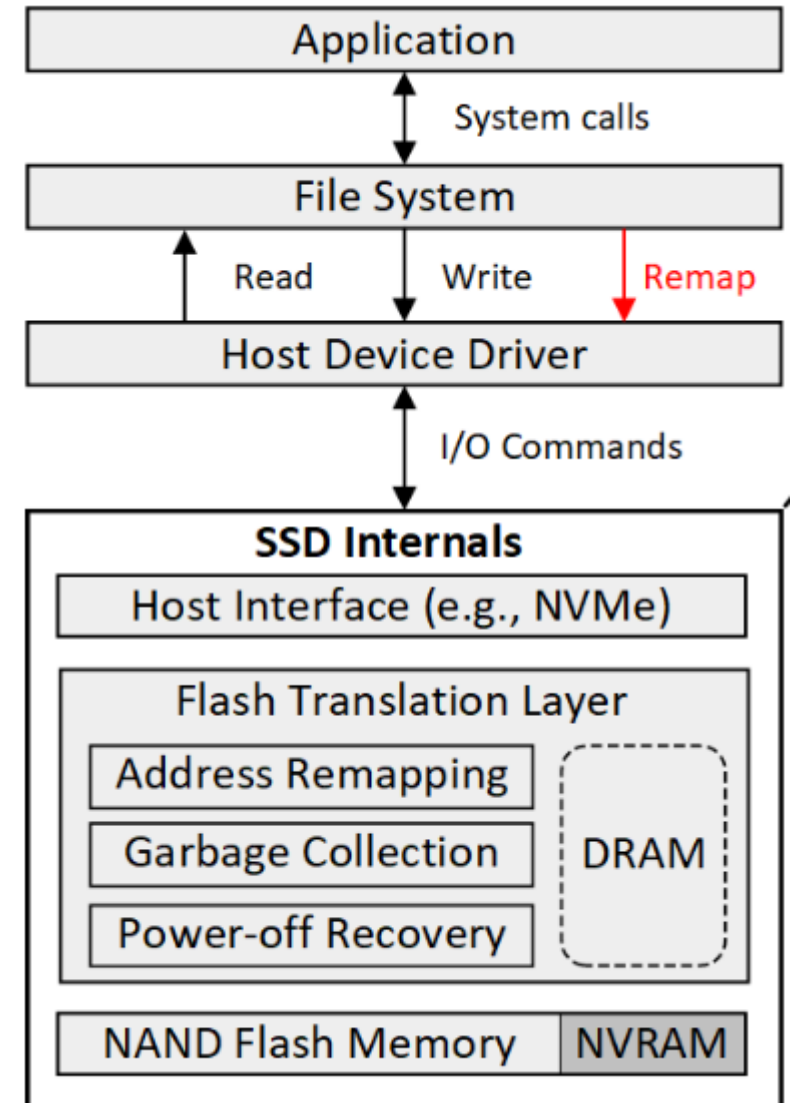 Application
System calls
File System
Read Write Remap
Host Device Driver
I/O Commands
SSD Internals
Host Interface (e.g., NVMe)
Flash Translation Layer
Address Remapping
Garbage Collection
DRAM
Power-off Recovery
NAND Flash Memory NVRAM